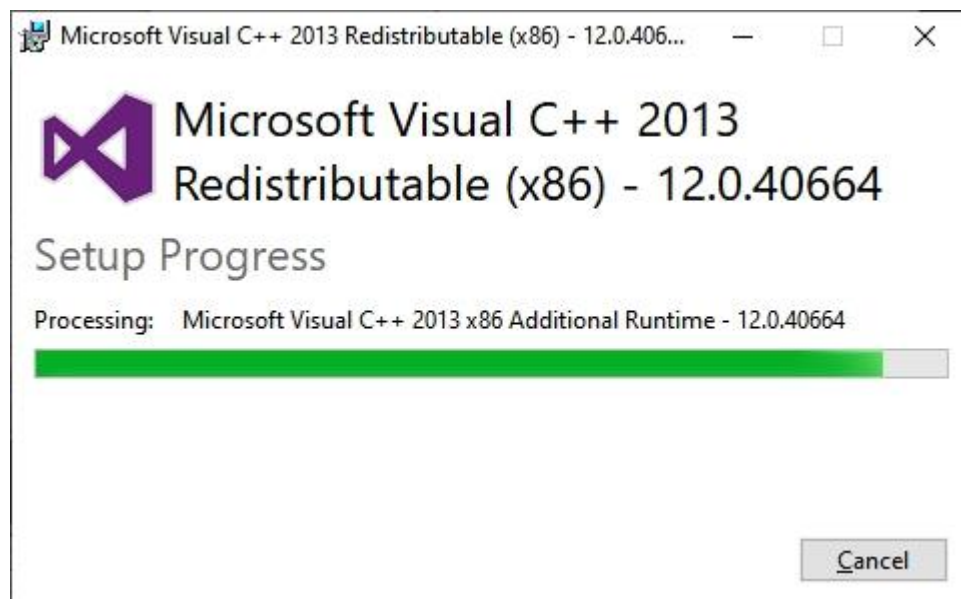 Microsoft Visual C++ 2013 Redistributable (x86) - 12.0.406...
Microsoft Visual C++ 2013
Redistributable (x86) - 12.0.40664
Setup Progress
Processing: Microsoft Visual C++ 2013 x86 Additional Runtime - 12.0.40664
Cancel